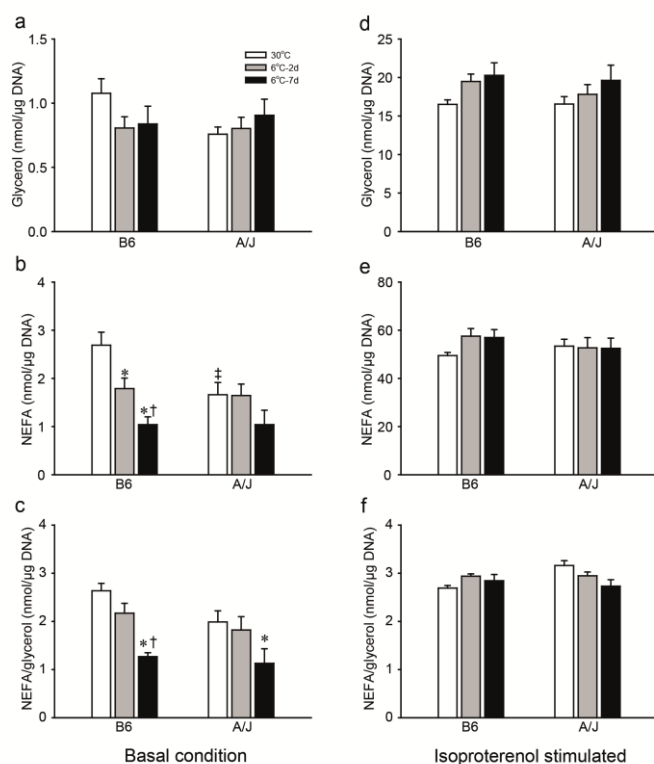 a
Glycerol (nmol/μg DNA)
1.5
1.0
0.5
0.0
30°C
6°C-2d
6°C-7d
B6
A/J
b
NEFA (nmol/μg DNA)
4
3
2
1
0
*
*†
‡
B6
A/J
c
NEFA/glycerol (nmol/μg DNA)
4
3
2
1
0
*†
*
B6
A/J
Basal condition
d
Glycerol (nmol/μg DNA)
25
20
15
10
5
0
B6
A/J
e
NEFA (nmol/μg DNA)
80
60
40
20
0
B6
A/J
f
NEFA/glycerol (nmol/μg DNA)
4
3
2
1
0
B6
A/J
Isoproterenol stimulated